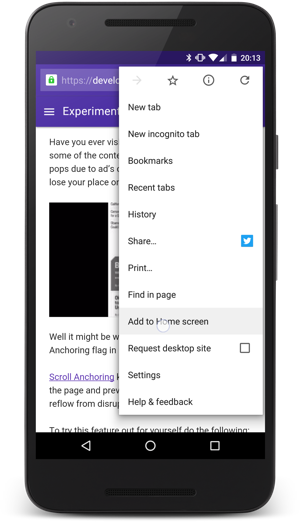 20:13
https://develo
Experiment
New tab
New incognito tab
Bookmarks
Recent tabs
History
Share...
Print...
Find in page
Add to Home screen
Request desktop site
Settings
Help & feedback
Have you ever vis
some of the conte
pops due to ad's
lose your place or
Well it might be w
Anchoring flag in
Scroll Anchoring
the page and prev
reflow from disrup
To try this feature out for yourself do the following: